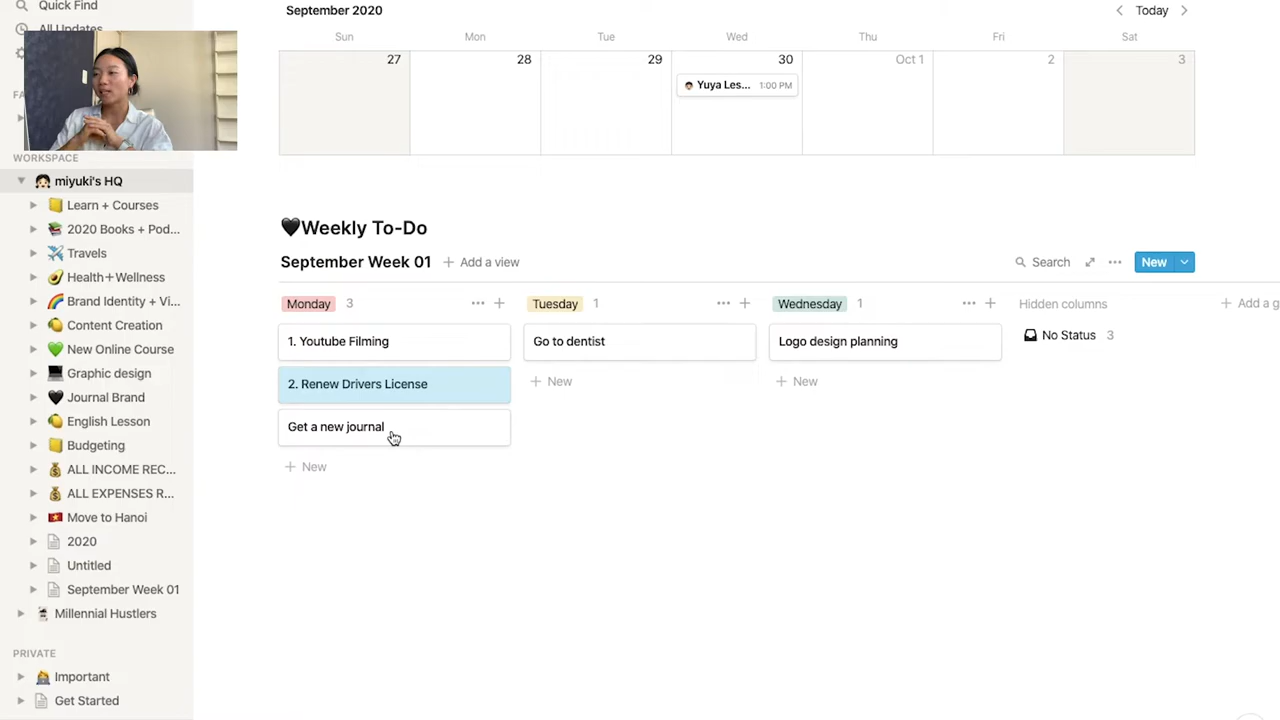 Quick Find
All Updates
WORKSPACE
miyuki's HQ
Learn + Courses
2020 Books + Pod...
Travels
Health+Wellness
Brand Identity + Vi...
Content Creation
New Online Course
Graphic design
Journal Brand
English Lesson
Budgeting
ALL INCOME REC...
ALL EXPENSES R...
Move to Hanoi
2020
Untitled
September Week 01
Millennial Hustlers
PRIVATE
Important
Get Started
September 2020
Today
Sun Mon Tue Wed Thu Fri Sat
27 28 29 30 Oct 1 2 3
Yuya Les... 1:00 PM
🖤Weekly To-Do
September Week 01 + Add a view Search ... New
Monday 3 ... +
1. Youtube Filming
2. Renew Drivers License
Get a new journal
+ New
Tuesday 1 ... +
Go to dentist
+ New
Wednesday 1 ... +
Logo design planning
+ New
Hidden columns
No Status 3
+ Add a g